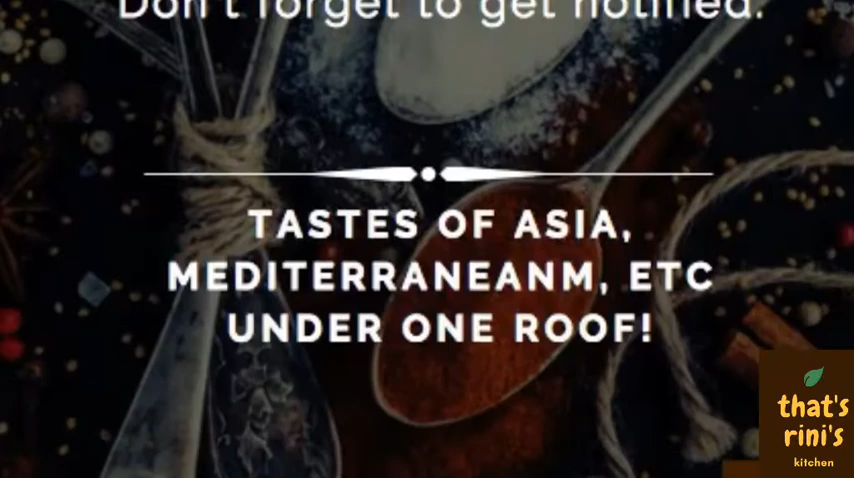 Don't forget to get notified.
TASTES OF ASIA,
MEDITERRANEANM, ETC
UNDER ONE ROOF!
that's
rini's
kitchen